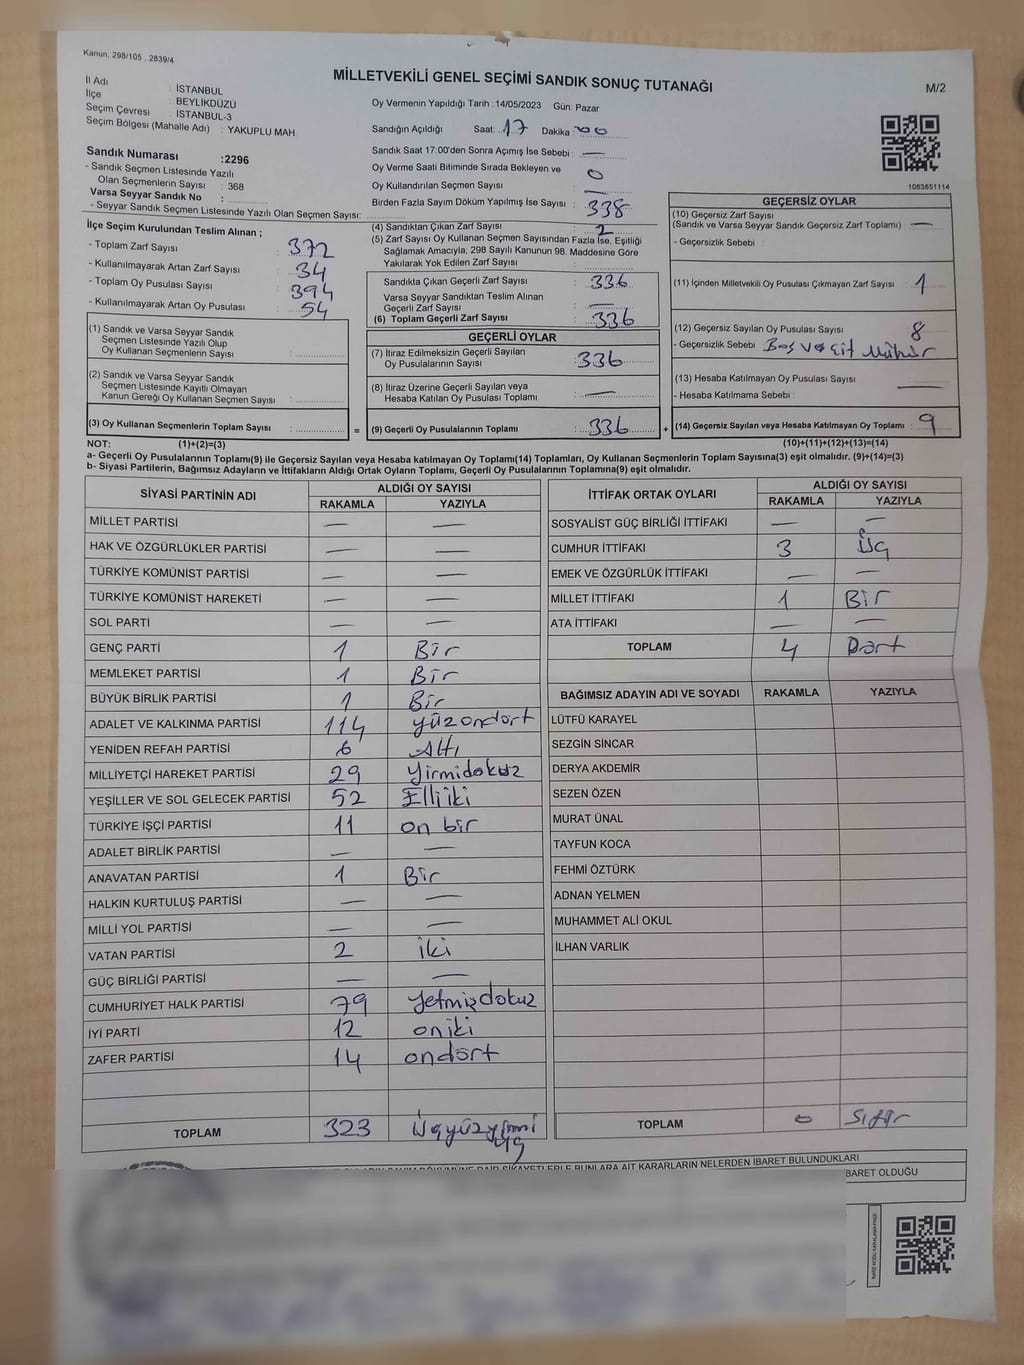 Kanun, 298/105 , 2839/4
MİLLETVEKİLİ GENEL SEÇİMİ SANDIK SONUÇ TUTANAĞI
M/2
İl Adı : İSTANBUL
İlçe : BEYLİKDÜZÜ
Seçim Çevresi : İSTANBUL-3
Seçim Bölgesi (Mahalle Adı) : YAKUPLU MAH
Sandık Numarası :2296
- Sandık Seçmen Listesinde Yazılı
Olan Seçmenlerin Sayısı : 368
Varsa Seyyar Sandık No :
- Seyyar Sandık Seçmen Listesinde Yazılı Olan Seçmen Sayısı:
Oy Vermenin Yapıldığı Tarih :14/05/2023 Gün: Pazar
Sandığın Açıldığı Saat: 17 Dakika: 00
Sandık Saat 17:00'den Sonra Açımış İse Sebebi : —
Oy Verme Saati Bitiminde Sırada Bekleyen ve
Oy Kullandırılan Seçmen Sayısı : 0
Birden Fazla Sayım Döküm Yapılmış İse Sayısı : —
1083651114
İlçe Seçim Kurulundan Teslim Alınan ;
- Toplam Zarf Sayısı : 372
- Kullanılmayarak Artan Zarf Sayısı : 34
- Toplam Oy Pusulası Sayısı : 394
- Kullanılmayarak Artan Oy Pusulası : 54
(1) Sandık ve Varsa Seyyar Sandık
Seçmen Listesinde Yazılı Olup
Oy Kullanan Seçmenlerin Sayısı :
(2) Sandık ve Varsa Seyyar Sandık
Seçmen Listesinde Kayıtlı Olmayan
Kanun Gereği Oy Kullanan Seçmen Sayısı :
(3) Oy Kullanan Seçmenlerin Toplam Sayısı : =
(4) Sandıktan Çıkan Zarf Sayısı : 338
(5) Zarf Sayısı Oy Kullanan Seçmen Sayısından Fazla İse, Eşitliği
Sağlamak Amacıyla; 298 Sayılı Kanunun 98. Maddesine Göre
Yakılarak Yok Edilen Zarf Sayısı : 2
Sandıkta Çıkan Geçerli Zarf Sayısı : 336
Varsa Seyyar Sandıktan Teslim Alınan
Geçerli Zarf Sayısı : —
(6) Toplam Geçerli Zarf Sayısı : 336
GEÇERLİ OYLAR
(7) İtiraz Edilmeksizin Geçerli Sayılan
Oy Pusulalarının Sayısı : 336
(8) İtiraz Üzerine Geçerli Sayılan veya
Hesaba Katılan Oy Pusulası Toplamı : —
(9) Geçerli Oy Pusulalarının Toplamı : 336 +
GEÇERSİZ OYLAR
(10) Geçersiz Zarf Sayısı
(Sandık ve Varsa Seyyar Sandık Geçersiz Zarf Toplamı) : —
- Geçersizlik Sebebi :
(11) İçinden Milletvekili Oy Pusulası Çıkmayan Zarf Sayısı : 1
(12) Geçersiz Sayılan Oy Pusulası Sayısı : 8
- Geçersizlik Sebebi : Boş ve Çift Mühür
(13) Hesaba Katılmayan Oy Pusulası Sayısı : —
- Hesaba Katılmama Sebebi :
(14) Geçersiz Sayılan veya Hesaba Katılmayan Oy Toplamı : 9
NOT: (1)+(2)=(3) (10)+(11)+(12)+(13)=(14)
a- Geçerli Oy Pusulalarının Toplamı(9) ile Geçersiz Sayılan veya Hesaba katılmayan Oy Toplamı(14) Toplamları, Oy Kullanan Seçmenlerin Toplam Sayısına(3) eşit olmalıdır. (9)+(14)=(3)
b- Siyasi Partilerin, Bağımsız Adayların ve İttifakların Aldığı Ortak Oyların Toplamı, Geçerli Oy Pusulalarının Toplamına(9) eşit olmalıdır.
SİYASİ PARTİNİN ADI ALDIĞI OY SAYISI
RAKAMLA YAZIYLA
MİLLET PARTİSİ — —
HAK VE ÖZGÜRLÜKLER PARTİSİ — —
TÜRKİYE KOMÜNİST PARTİSİ — —
TÜRKİYE KOMÜNİST HAREKETİ — —
SOL PARTİ — —
GENÇ PARTİ 1 Bir
MEMLEKET PARTİSİ 1 Bir
BÜYÜK BİRLİK PARTİSİ 1 Bir
ADALET VE KALKINMA PARTİSİ 114 yüzondört
YENİDEN REFAH PARTİSİ 6 Altı
MİLLİYETÇİ HAREKET PARTİSİ 29 Yirmidokuz
YEŞİLLER VE SOL GELECEK PARTİSİ 52 Elliiki
TÜRKİYE İŞÇİ PARTİSİ 11 on bir
ADALET BİRLİK PARTİSİ — —
ANAVATAN PARTİSİ 1 Bir
HALKIN KURTULUŞ PARTİSİ — —
MİLLİ YOL PARTİSİ — —
VATAN PARTİSİ 2 iki
GÜÇ BİRLİĞİ PARTİSİ — —
CUMHURİYET HALK PARTİSİ 79 Yetmişdokuz
İYİ PARTİ 12 oniki
ZAFER PARTİSİ 14 ondört
TOPLAM 323 Üçyüzyirmi
üç
İTTİFAK ORTAK OYLARI ALDIĞI OY SAYISI
RAKAMLA YAZIYLA
SOSYALİST GÜÇ BİRLİĞİ İTTİFAKI — —
CUMHUR İTTİFAKI 3 Üç
EMEK VE ÖZGÜRLÜK İTTİFAKI — —
MİLLET İTTİFAKI 1 Bir
ATA İTTİFAKI — —
TOPLAM 4 Dört
BAĞIMSIZ ADAYIN ADI VE SOYADI RAKAMLA YAZIYLA
LÜTFÜ KARAYEL
SEZGİN SİNCAR
DERYA AKDEMİR
SEZEN ÖZEN
MURAT ÜNAL
TAYFUN KOCA
FEHMİ ÖZTÜRK
ADNAN YELMEN
MUHAMMET ALİ OKUL
İLHAN VARLIK
TOPLAM 0 Sıfır
BUNLARA AİT KARARLARIN NELERDEN İBARET BULUNDUKLARI
BARET OLDUĞU